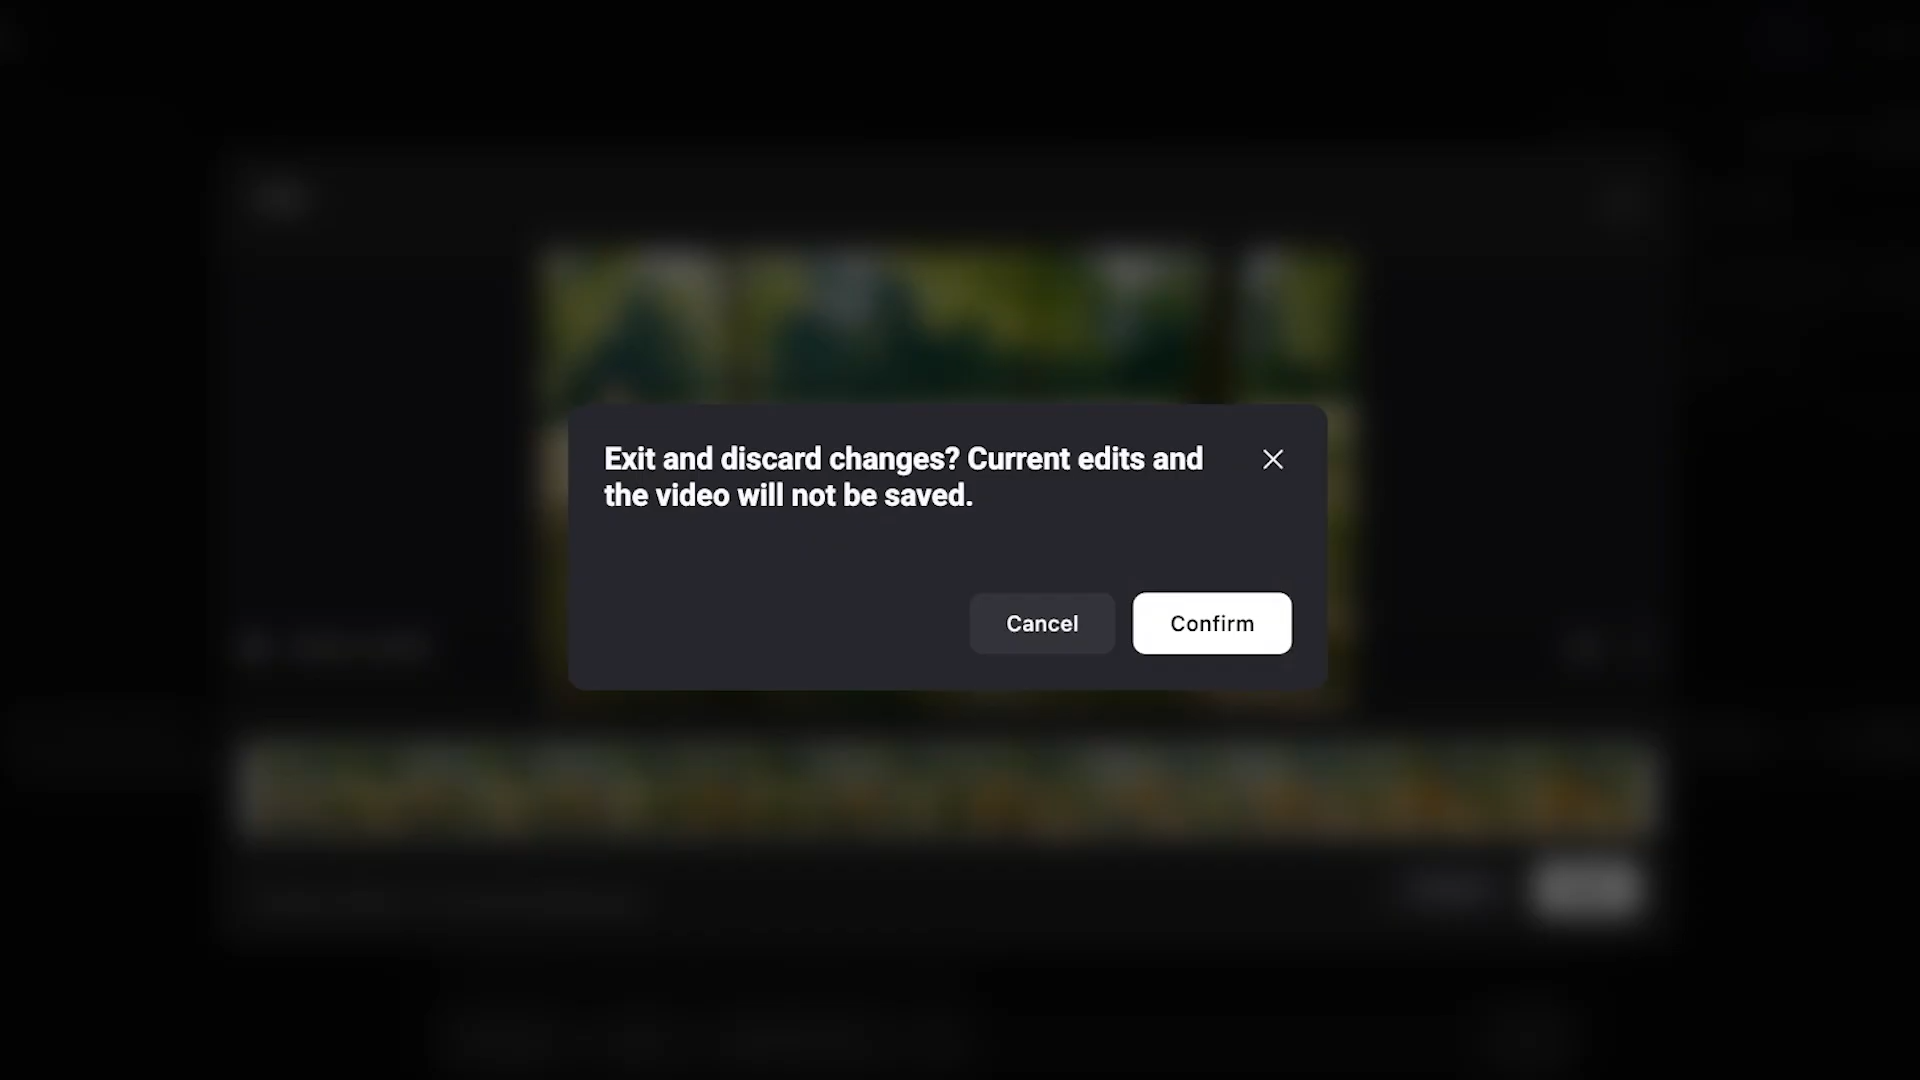 Exit and discard changes? Current edits and
the video will not be saved.
Cancel
Confirm